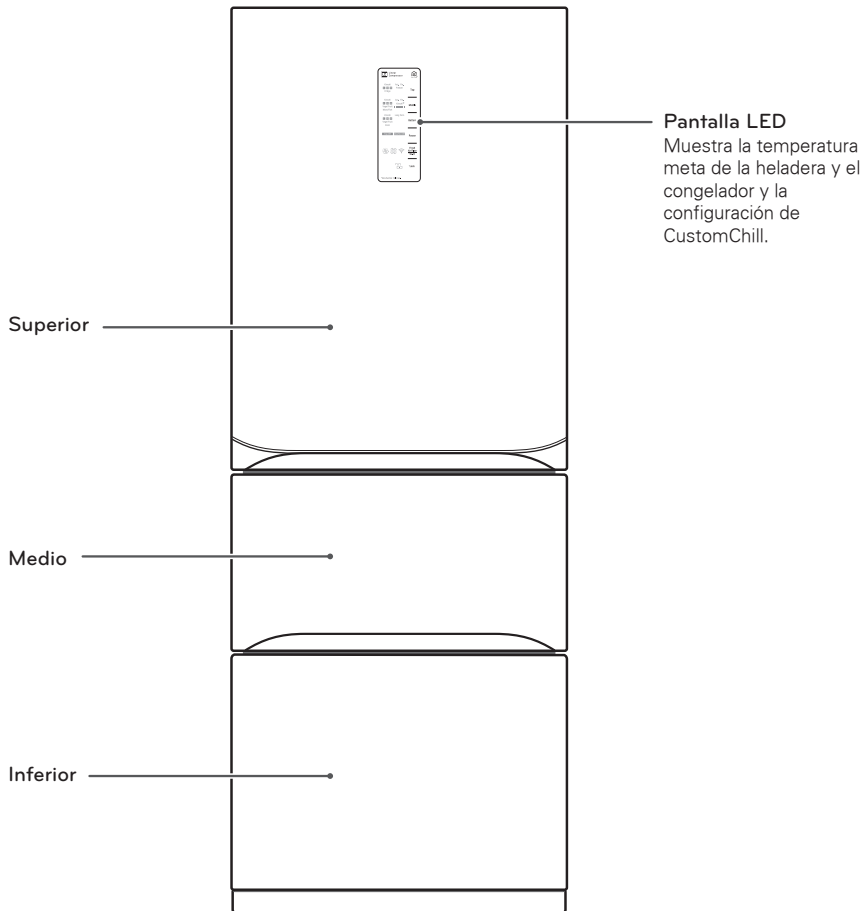 Pantalla LED
Muestra la temperatura
meta de la heladera y el
congelador y la
configuración de
CustomChill.
Superior
Medio
Inferior